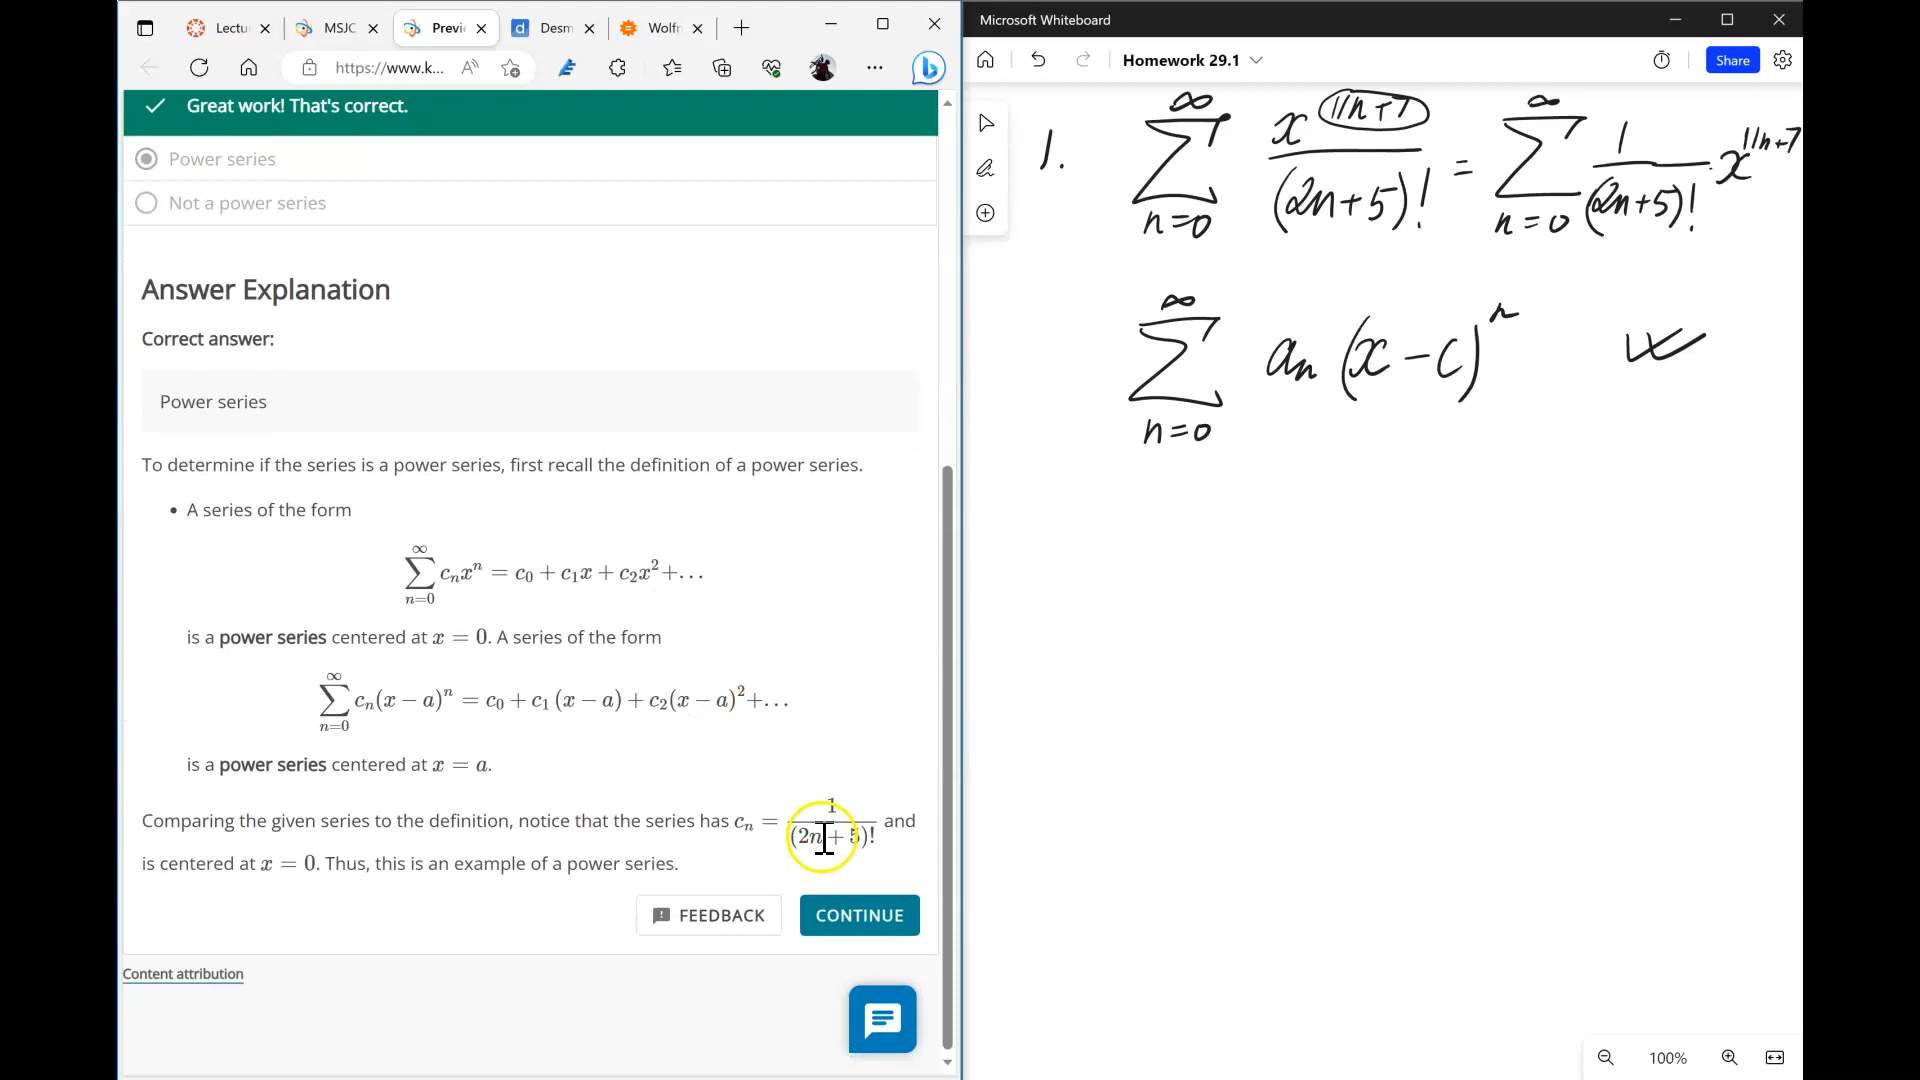 Lectu
MSJC
Previ
Desm
Wolfr
https://www.k...
Great work! That's correct.
Power series
Not a power series
Answer Explanation
Correct answer:
Power series
To determine if the series is a power series, first recall the definition of a power series.
• A series of the form
∑_{n=0}^{∞} c_n x^n = c_0 + c_1 x + c_2 x^2 + ...
is a power series centered at x = 0. A series of the form
∑_{n=0}^{∞} c_n (x − a)^n = c_0 + c_1 (x − a) + c_2 (x − a)^2 + ...
is a power series centered at x = a.
Comparing the given series to the definition, notice that the series has c_n = 1/(2n + 5)! and
is centered at x = 0. Thus, this is an example of a power series.
FEEDBACK
CONTINUE
Content attribution
Microsoft Whiteboard
Homework 29.1
Share
1. ∑_{n=0}^{∞} x^{11n+7}/(2n+5)! = ∑_{n=0}^{∞} 1/(2n+5)! · x^{11n+7}
∑_{n=0}^{∞} a_n (x − c)^n
100%